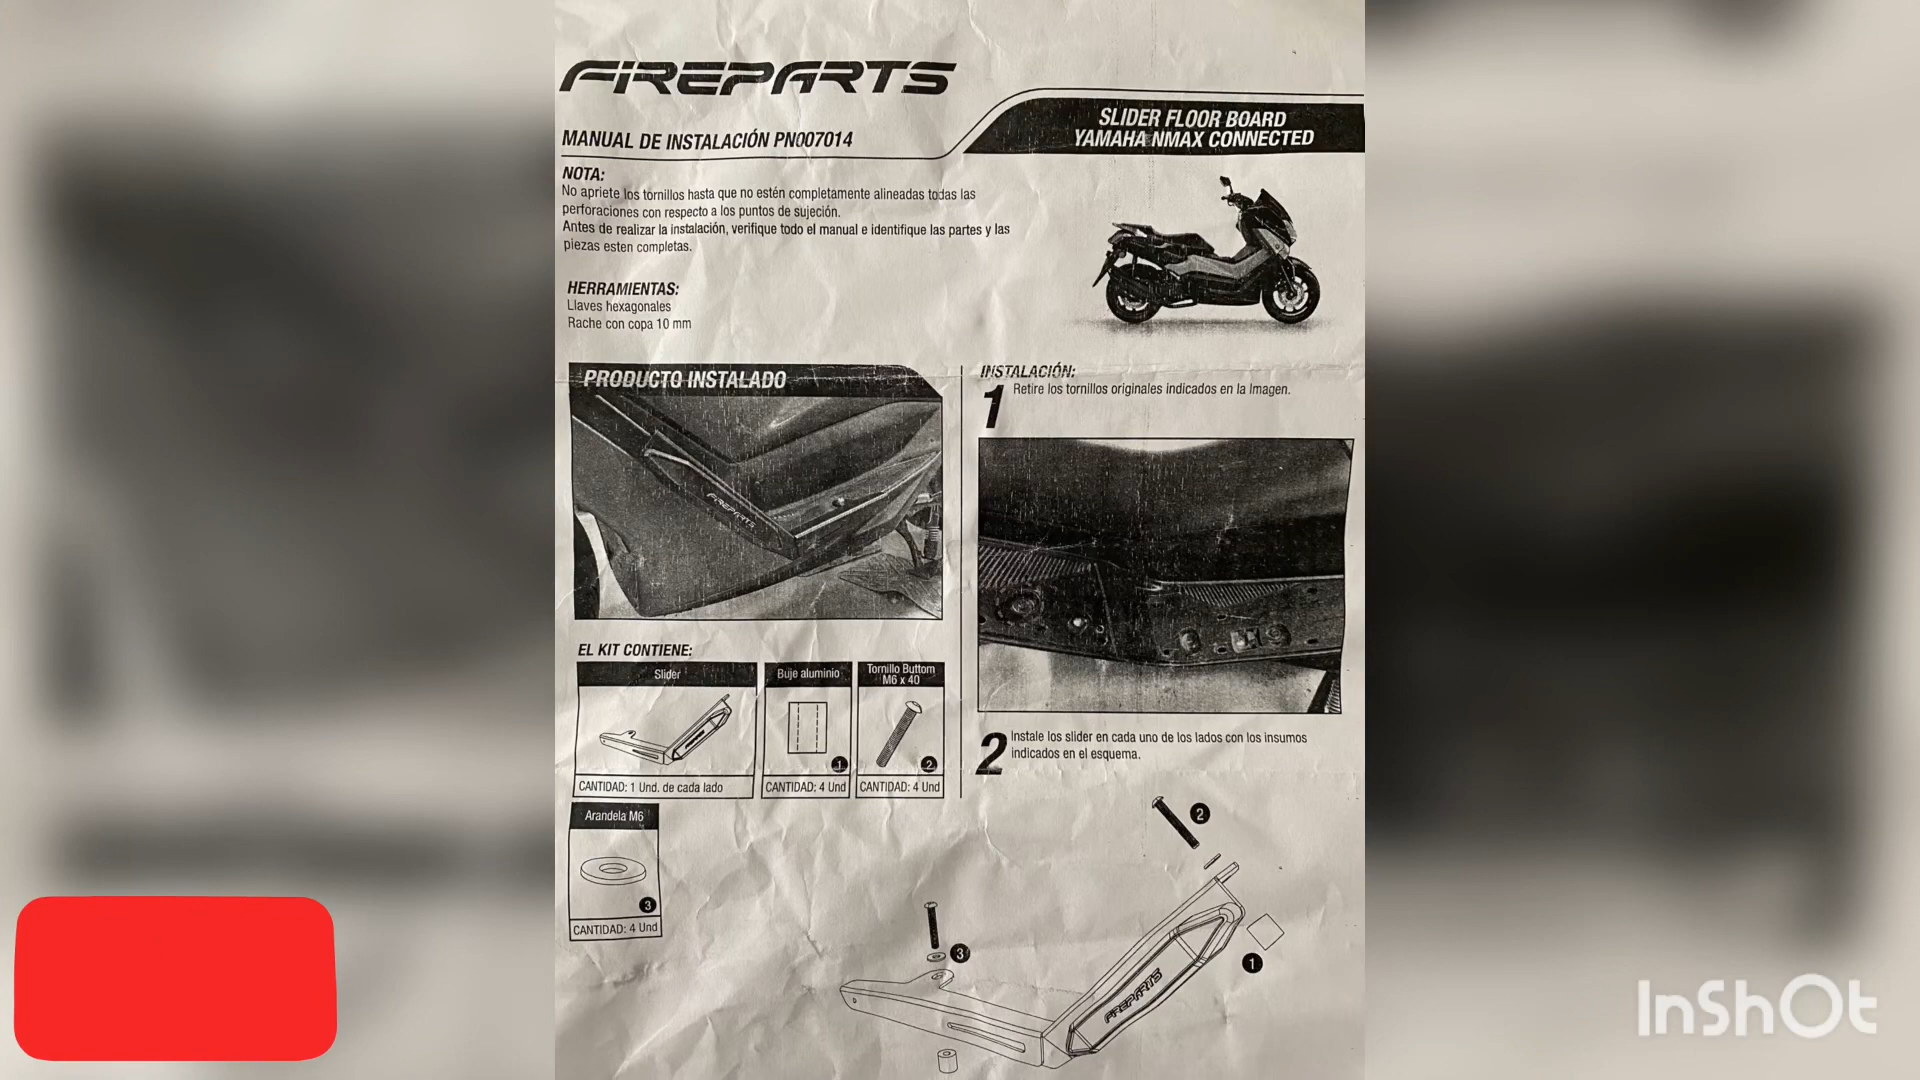 FIREPARTS
MANUAL DE INSTALACIÓN PN007014
SLIDER FLOOR BOARD
YAMAHA NMAX CONNECTED
NOTA:
No apriete los tornillos hasta que no estén completamente alineadas todas las
perforaciones con respecto a los puntos de sujeción.
Antes de realizar la instalación, verifique todo el manual e identifique las partes y las
piezas esten completas.
HERRAMIENTAS:
Llaves hexagonales
Rache con copa 10 mm
PRODUCTO INSTALADO
FIREPARTS
EL KIT CONTIENE:
Slider
FIREPARTS
CANTIDAD: 1 Und. de cada lado
Buje aluminio
1
CANTIDAD: 4 Und
Tornillo Buttom
M6 x 40
2
CANTIDAD: 4 Und
Arandela M6
3
CANTIDAD: 4 Und
INSTALACIÓN:
1
Retire los tornillos originales indicados en la Imagen.
2
Instale los slider en cada uno de los lados con los insumos
indicados en el esquema.
2
3
1
FIREPARTS
InShOt